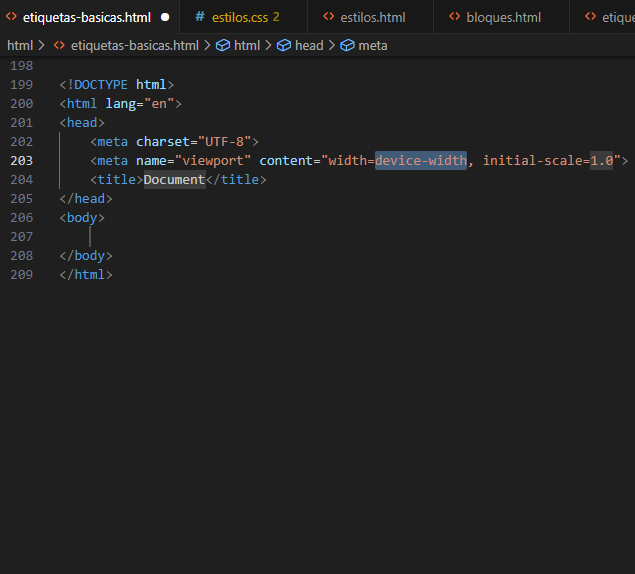 etiquetas-basicas.html estilos.css 2 estilos.html bloques.html etique
html etiquetas-basicas.html html head meta
198
199 <!DOCTYPE html>
200 <html lang="en">
201 <head>
202 <meta charset="UTF-8">
203 <meta name="viewport" content="width=device-width, initial-scale=1.0">
204 <title>Document</title>
205 </head>
206 <body>
207
208 </body>
209 </html>